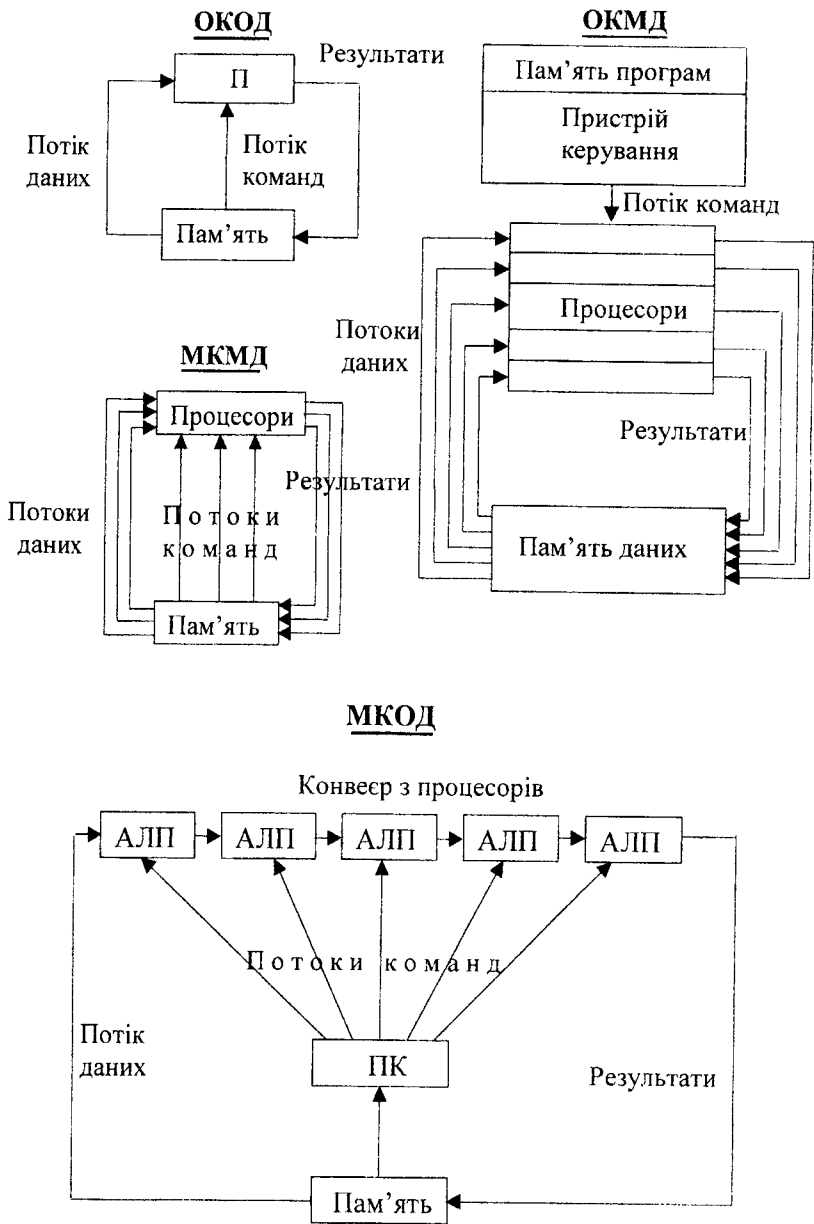 ОКОД
П
Результати
Потік
даних
Потік
команд
Пам’ять
ОКМД
Пам’ять програм
Пристрій
керування
Потік команд
Процесори
Потоки
даних
Результати
Пам’ять даних
МКМД
Процесори
Результати
Потоки
даних
Потоки
команд
Пам’ять
МКОД
Конвеєр з процесорів
АЛП АЛП АЛП АЛП АЛП
Потоки команд
Потік
даних
ПК
Результати
Пам’ять